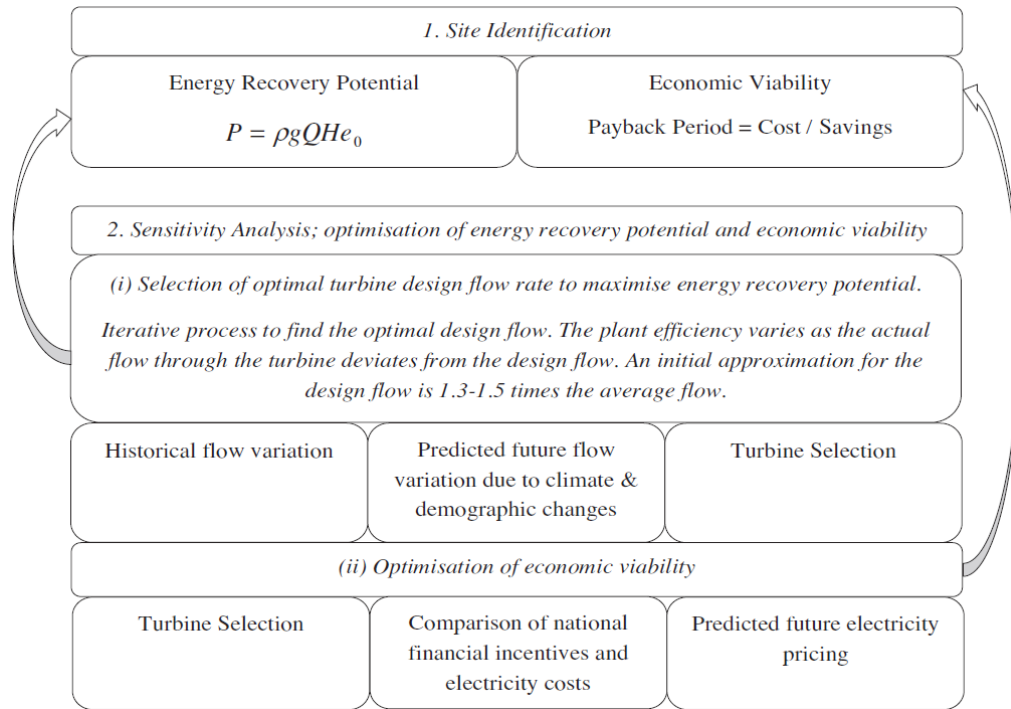 1. Site Identification
Energy Recovery Potential
P = ρgQHe₀
Economic Viability
Payback Period = Cost / Savings
2. Sensitivity Analysis; optimisation of energy recovery potential and economic viability
(i) Selection of optimal turbine design flow rate to maximise energy recovery potential.
Iterative process to find the optimal design flow. The plant efficiency varies as the actual
flow through the turbine deviates from the design flow. An initial approximation for the
design flow is 1.3-1.5 times the average flow.
Historical flow variation
Predicted future flow
variation due to climate &
demographic changes
Turbine Selection
(ii) Optimisation of economic viability
Turbine Selection
Comparison of national
financial incentives and
electricity costs
Predicted future electricity
pricing